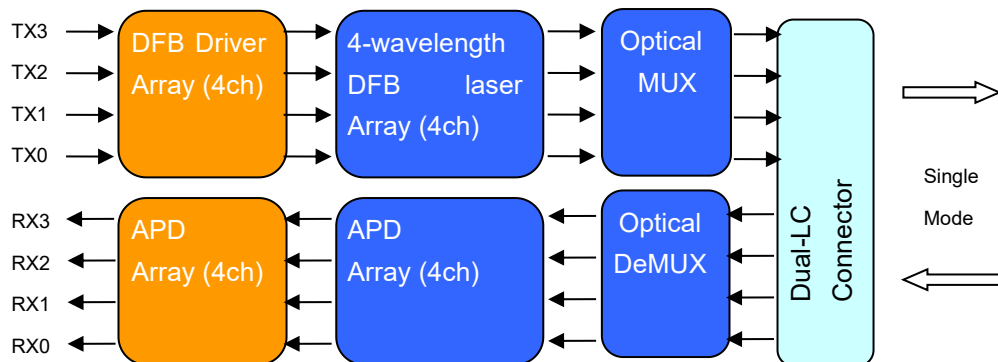 TX3
TX2
TX1
TX0
DFB Driver
Array (4ch)
4-wavelength
DFB laser
Array (4ch)
Optical
MUX
RX3
RX2
RX1
RX0
APD
Array (4ch)
APD
Array (4ch)
Optical
DeMUX
Dual-LC
Connector
Single
Mode